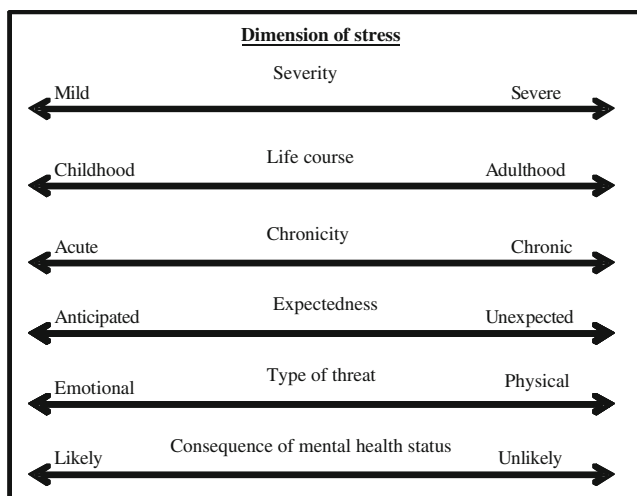 Dimension of stress
Severity
Mild Severe
Life course
Childhood Adulthood
Chronicity
Acute Chronic
Expectedness
Anticipated Unexpected
Type of threat
Emotional Physical
Consequence of mental health status
Likely Unlikely